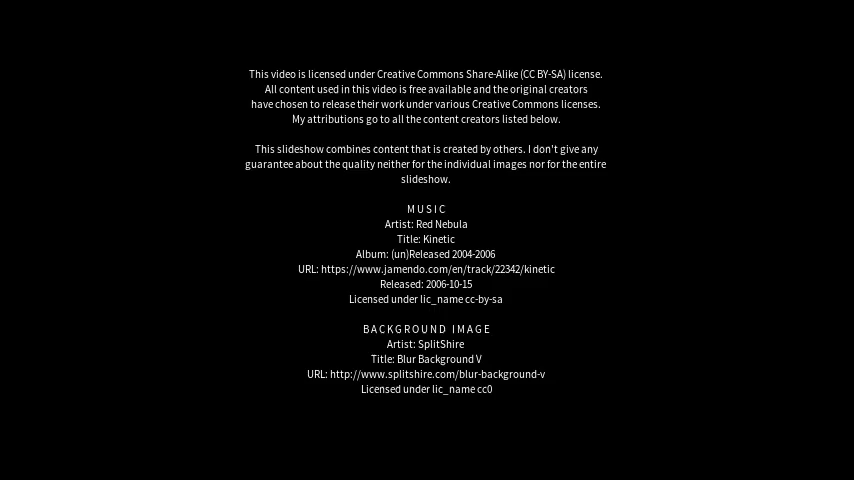 This video is licensed under Creative Commons Share-Alike (CC BY-SA) license.
All content used in this video is free available and the original creators
have chosen to release their work under various Creative Commons licenses.
My attributions go to all the content creators listed below.
This slideshow combines content that is created by others. I don't give any
guarantee about the quality neither for the individual images nor for the entire
slideshow.
MUSIC
Artist: Red Nebula
Title: Kinetic
Album: (un)Released 2004-2006
URL: https://www.jamendo.com/en/track/22342/kinetic
Released: 2006-10-15
Licensed under lic_name cc-by-sa
BACKGROUND IMAGE
Artist: SplitShire
Title: Blur Background V
URL: http://www.splitshire.com/blur-background-v
Licensed under lic_name cc0